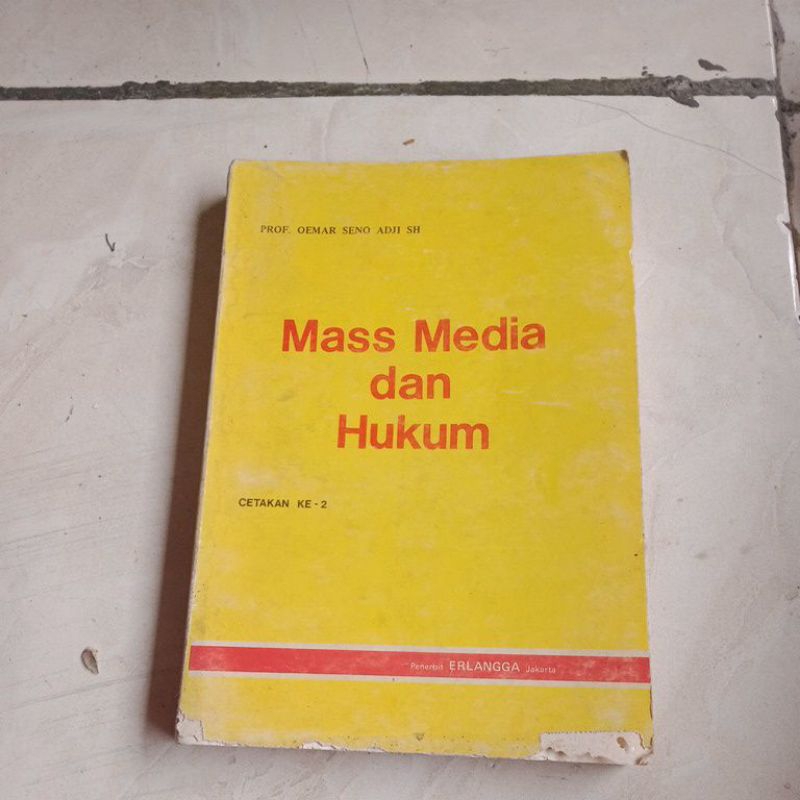 PROF. OEMAR SENO ADJI SH
Mass Media
dan
Hukum
CETAKAN KE - 2
Penerbit ERLANGGA Jakarta